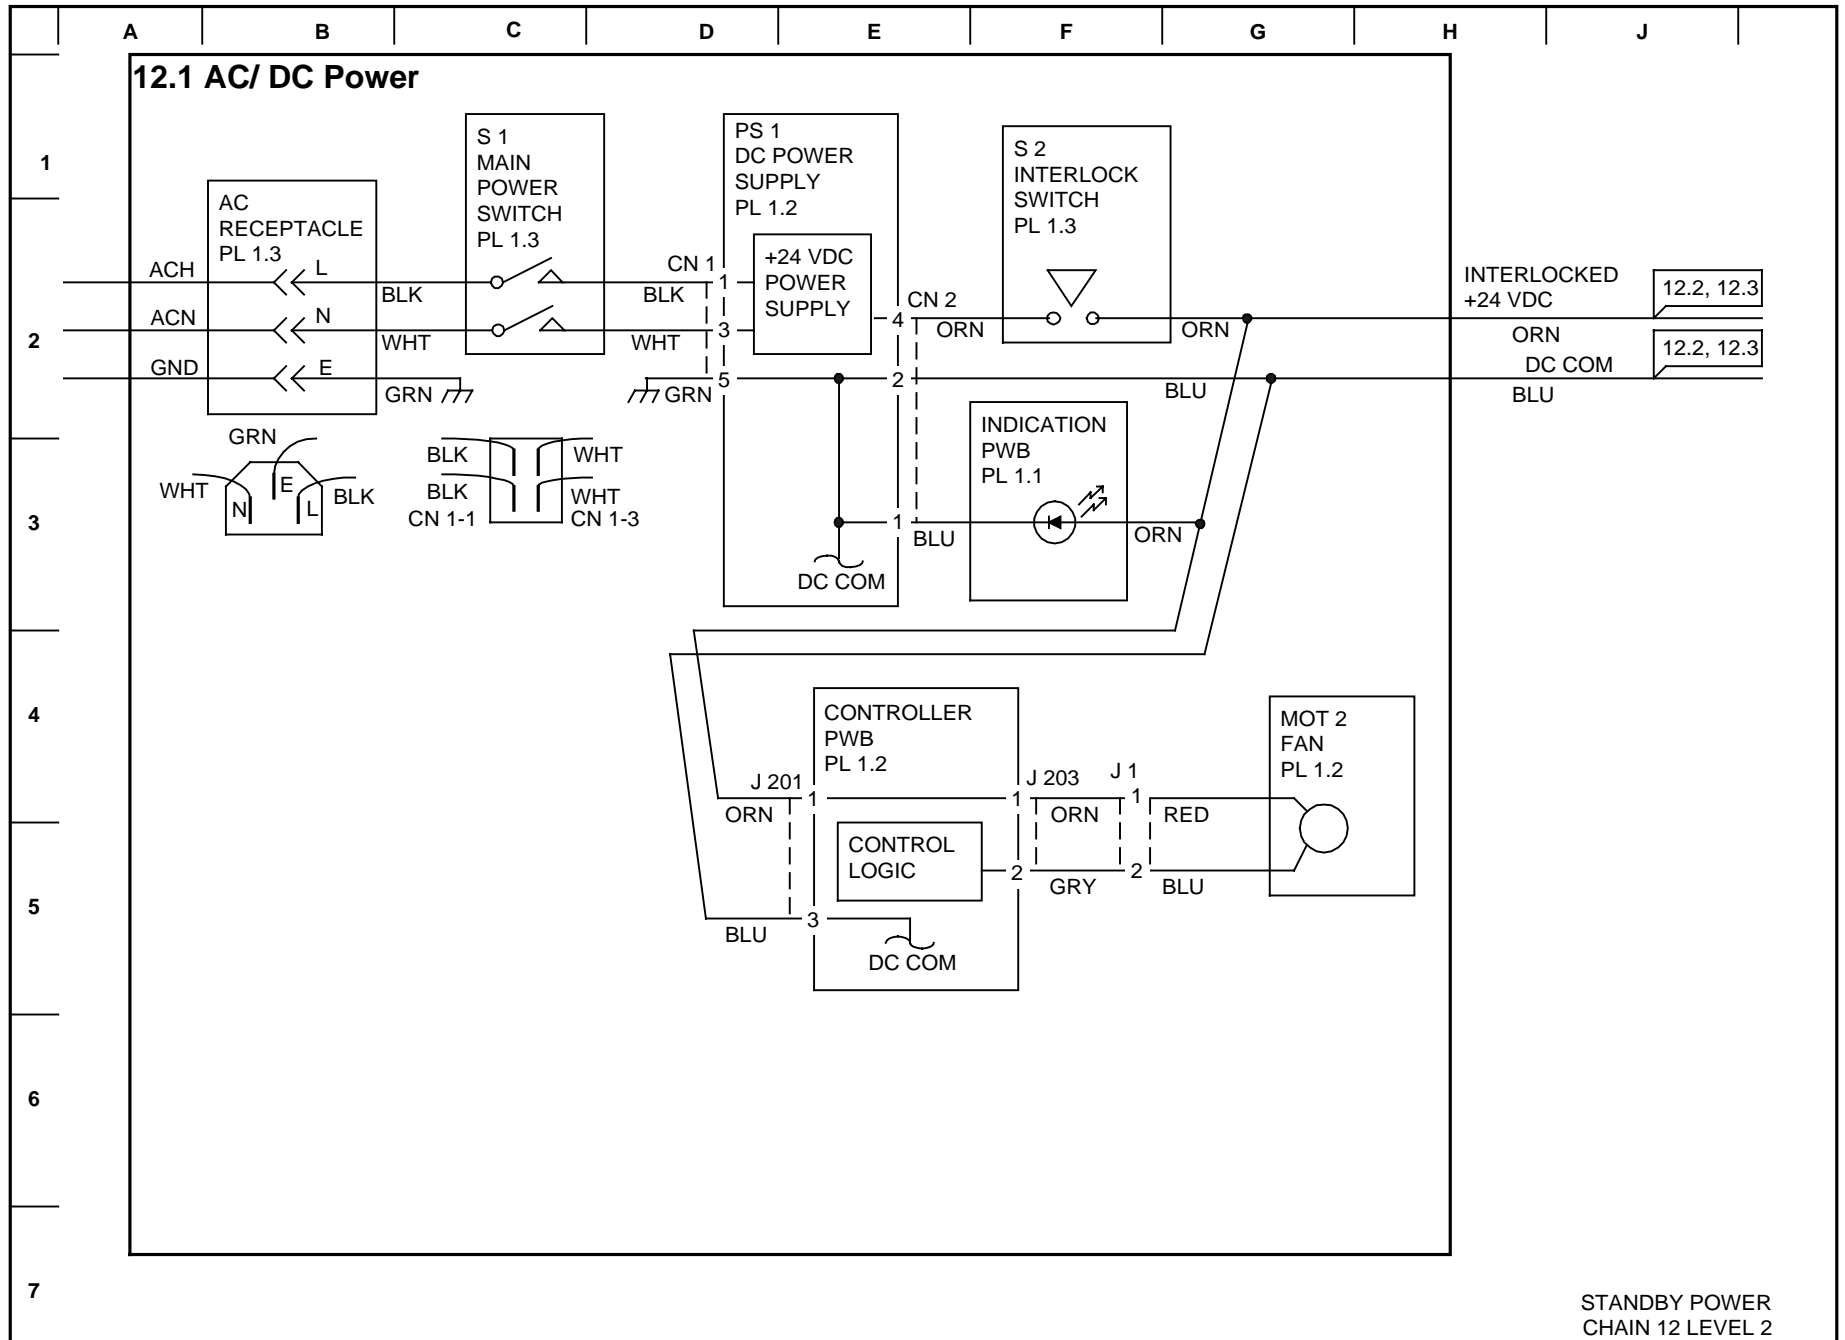 A B C D E F G H J
12.1 AC/ DC Power
1
2
3
4
5
6
7
AC
RECEPTACLE
PL 1.3
ACH
L
BLK
ACN
N
WHT
GND
E
GRN
S 1
MAIN
POWER
SWITCH
PL 1.3
CN 1
BLK
WHT
GRN
1
3
5
PS 1
DC POWER
SUPPLY
PL 1.2
+24 VDC
POWER
SUPPLY
CN 2
4
ORN
2
1
BLU
DC COM
S 2
INTERLOCK
SWITCH
PL 1.3
ORN
BLU
INTERLOCKED
+24 VDC
12.2, 12.3
ORN
DC COM
12.2, 12.3
BLU
GRN
WHT
N
E
L
BLK
BLK
WHT
BLK
WHT
CN 1-1
CN 1-3
INDICATION
PWB
PL 1.1
ORN
CONTROLLER
PWB
PL 1.2
J 201
1
ORN
3
BLU
CONTROL
LOGIC
DC COM
J 203
1
ORN
2
GRY
J 1
1
RED
2
BLU
MOT 2
FAN
PL 1.2
STANDBY POWER
CHAIN 12 LEVEL 2